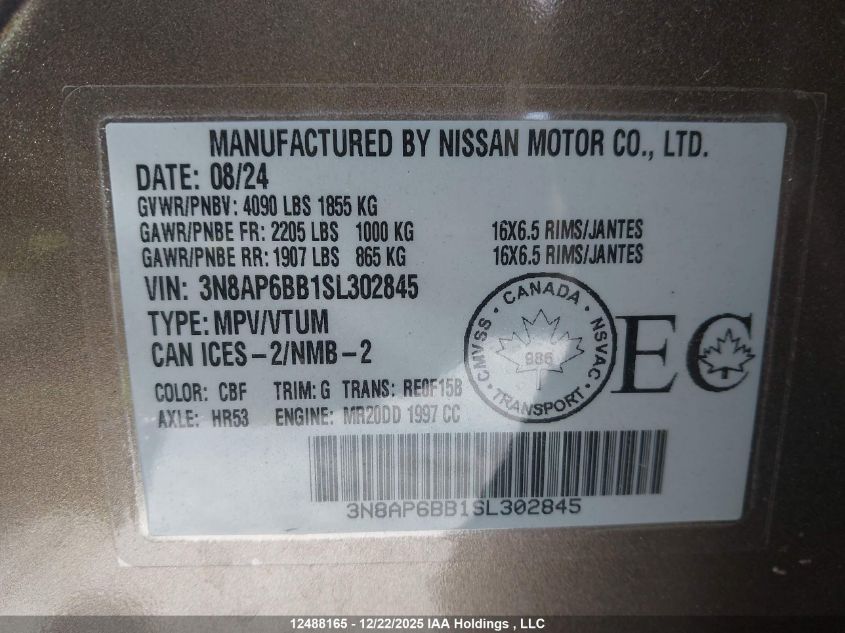 MANUFACTURED BY NISSAN MOTOR CO., LTD.
DATE: 08/24
GVWR/PNBV: 4090 LBS 1855 KG
GAWR/PNBE FR: 2205 LBS 1000 KG 16X6.5 RIMS/JANTES
GAWR/PNBE RR: 1907 LBS 865 KG 16X6.5 RIMS/JANTES
VIN: 3N8AP6BB1SL302845
TYPE: MPV/VTUM
CAN ICES-2/NMB-2
CANADA
CMVSS NSVAC
986
TRANSPORT
EC
COLOR: CBF TRIM: G TRANS: RE0F15B
AXLE: HR53 ENGINE: MR20DD 1997 CC
3N8AP6BB1SL302845
12488165 - 12/22/2025 IAA Holdings , LLC